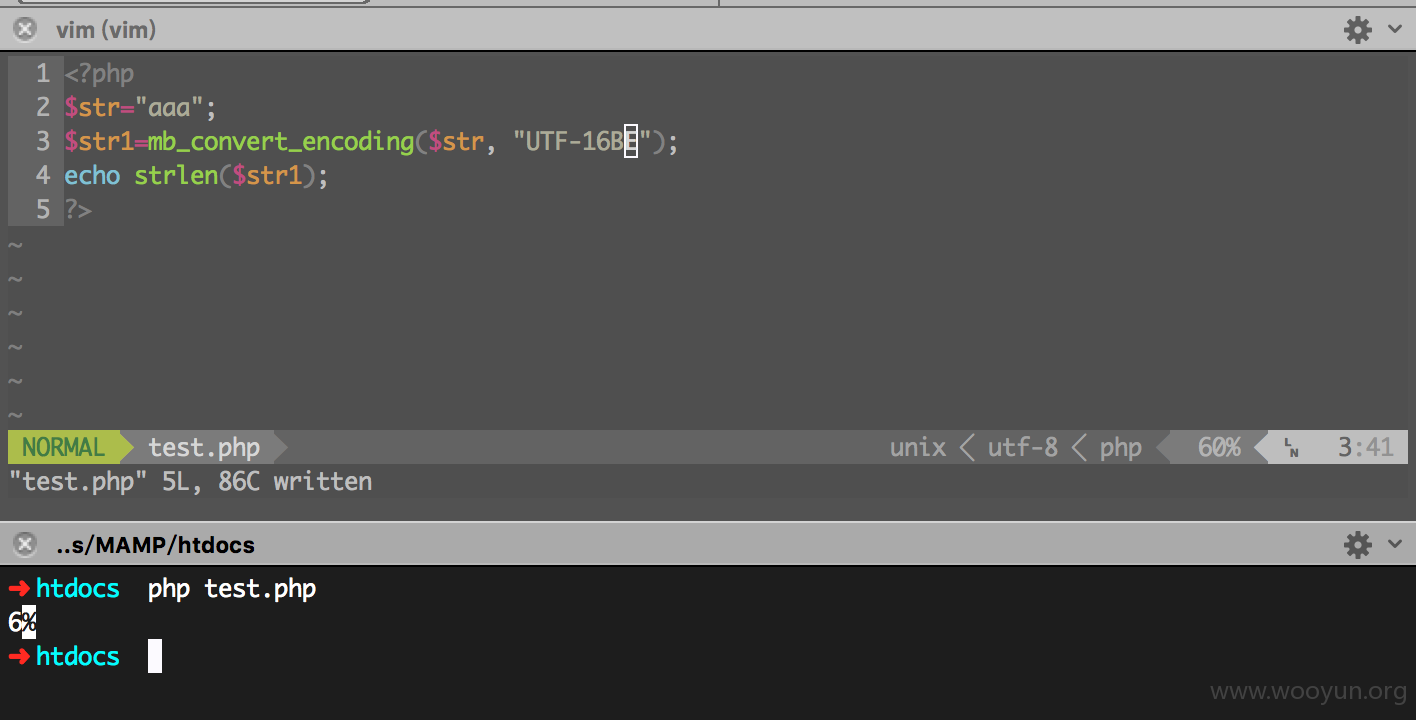 vim (vim)
1 <?php
2 $str="aaa";
3 $str1=mb_convert_encoding($str, "UTF-16BE");
4 echo strlen($str1);
5 ?>
~
~
~
~
~
~
NORMAL test.php unix < utf-8 < php 60% LN 3:41
"test.php" 5L, 86C written
..s/MAMP/htdocs
➜ htdocs php test.php
6%
➜ htdocs
www.wooyun.org